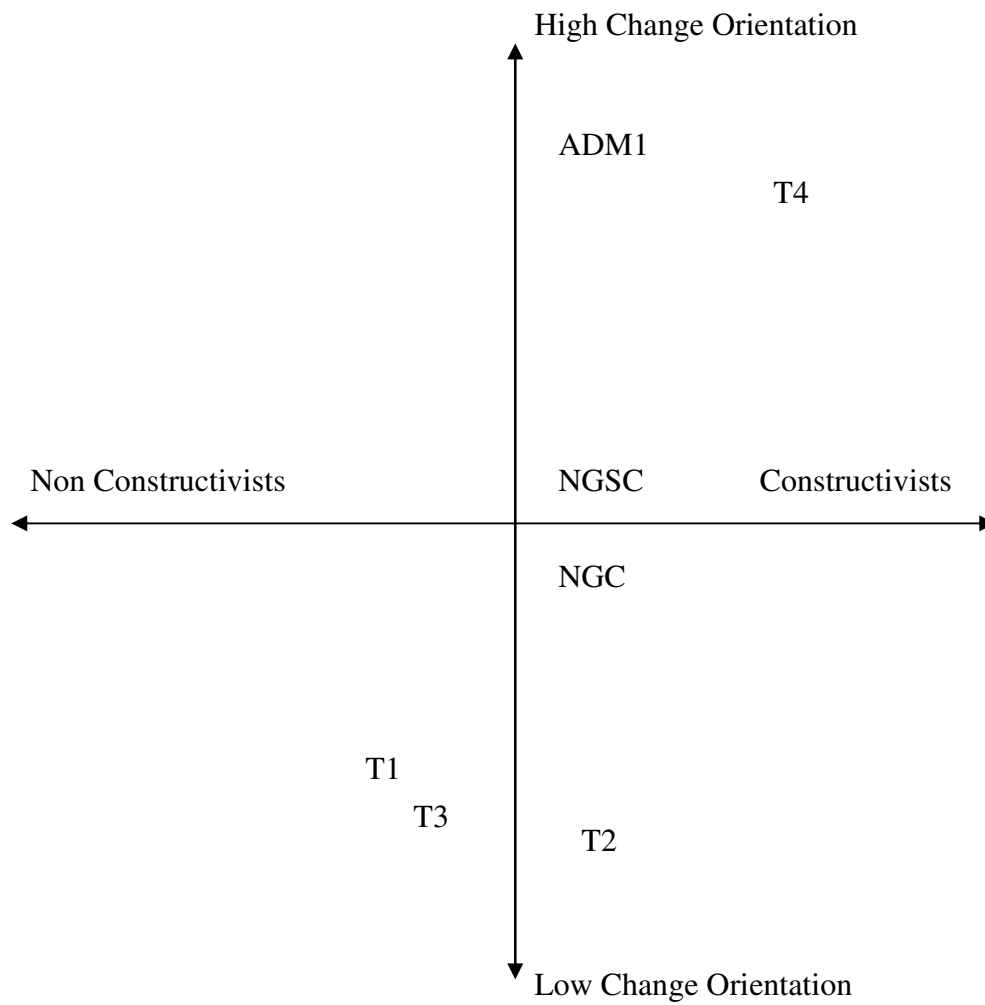 High Change Orientation
ADM1
T4
Non Constructivists
NGSC
Constructivists
NGC
T1
T3
T2
Low Change Orientation